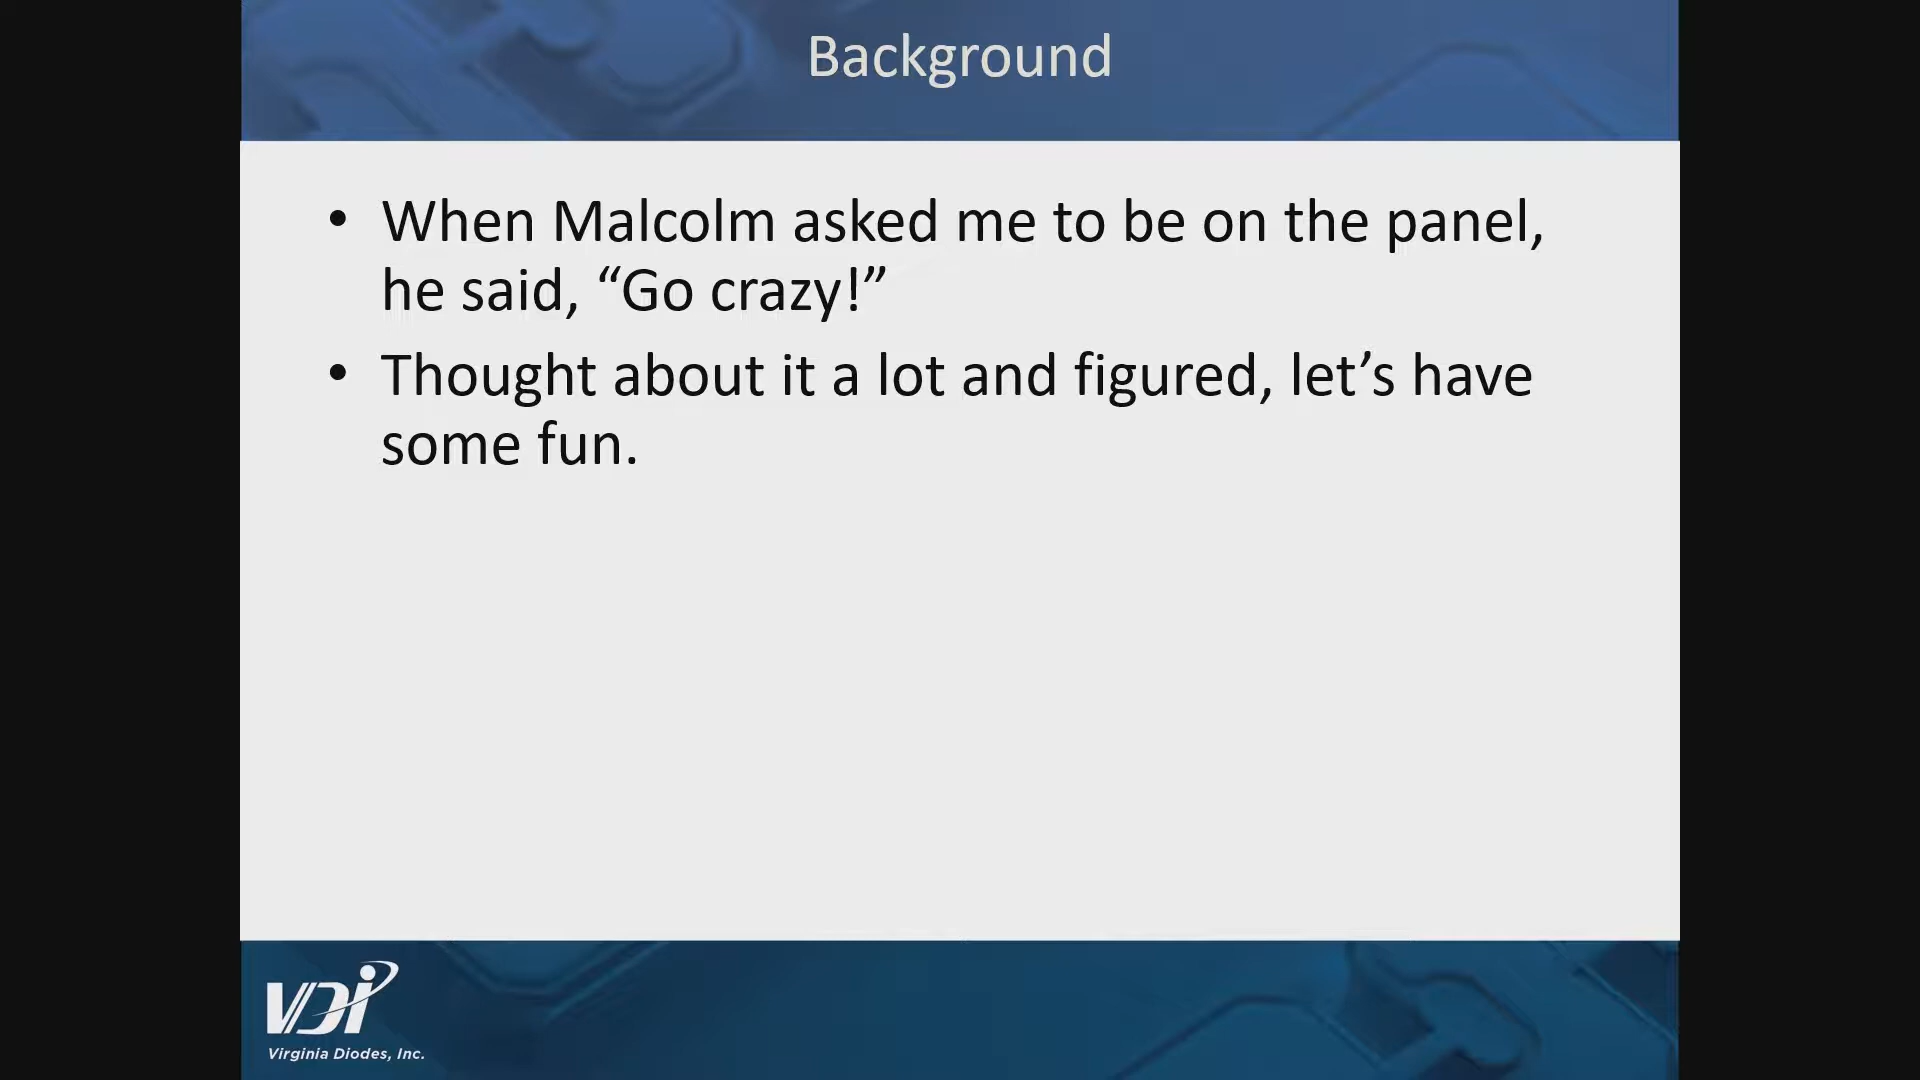 Background
• When Malcolm asked me to be on the panel,
he said, “Go crazy!”
• Thought about it a lot and figured, let’s have
some fun.
VDI
Virginia Diodes, Inc.